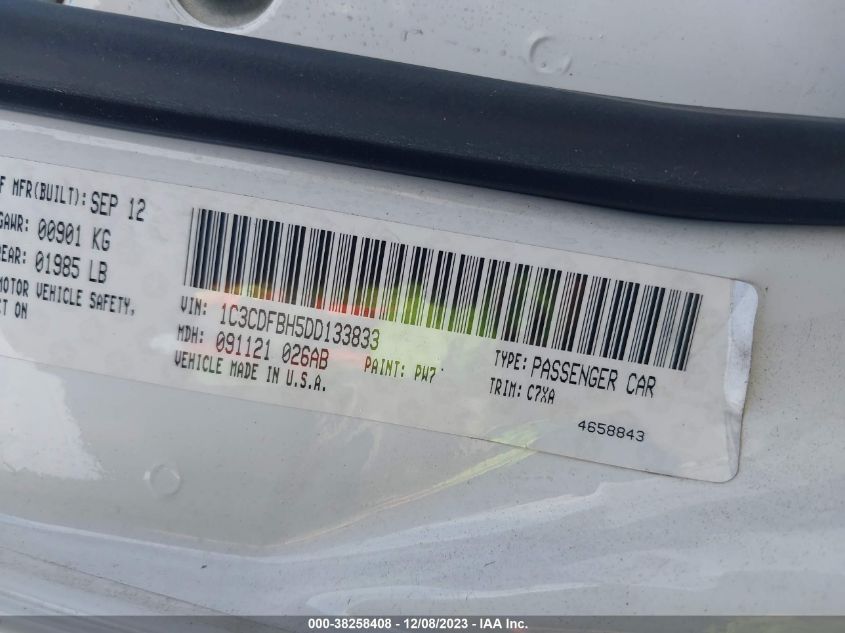 F MFR(BUILT): SEP 12
GAWR: 00901 KG
REAR: 01985 LB
MOTOR VEHICLE SAFETY,
CT ON
VIN: 1C3CDFBH5DD133833
MDH: 091121 026AB
PAINT: PW7
VEHICLE MADE IN U.S.A.
TYPE: PASSENGER CAR
TRIM: C7XA
4658843
000-38258408 - 12/08/2023 - IAA Inc.